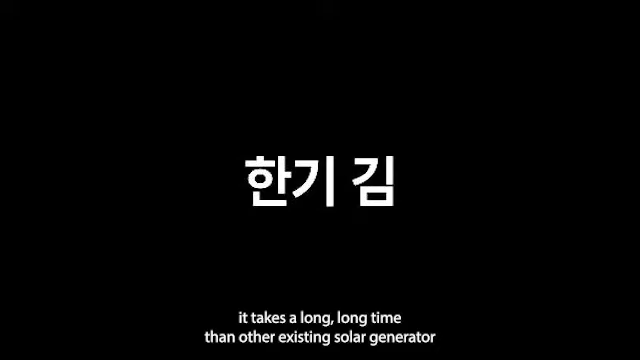 한기 김
it takes a long, long time
than other existing solar generator